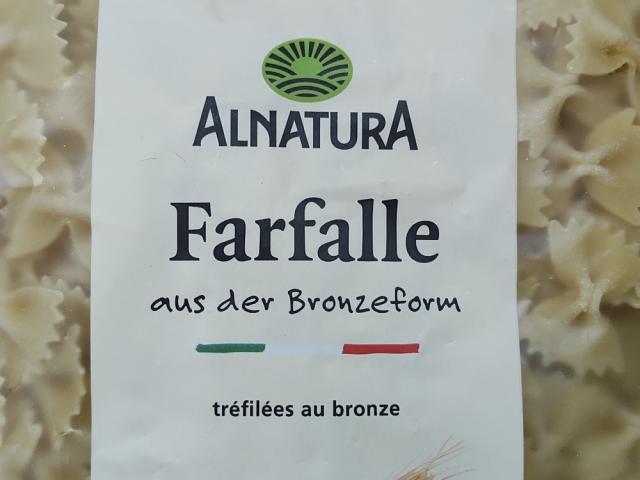 ALNATURA
Farfalle
aus der Bronzeform
tréfilées au bronze